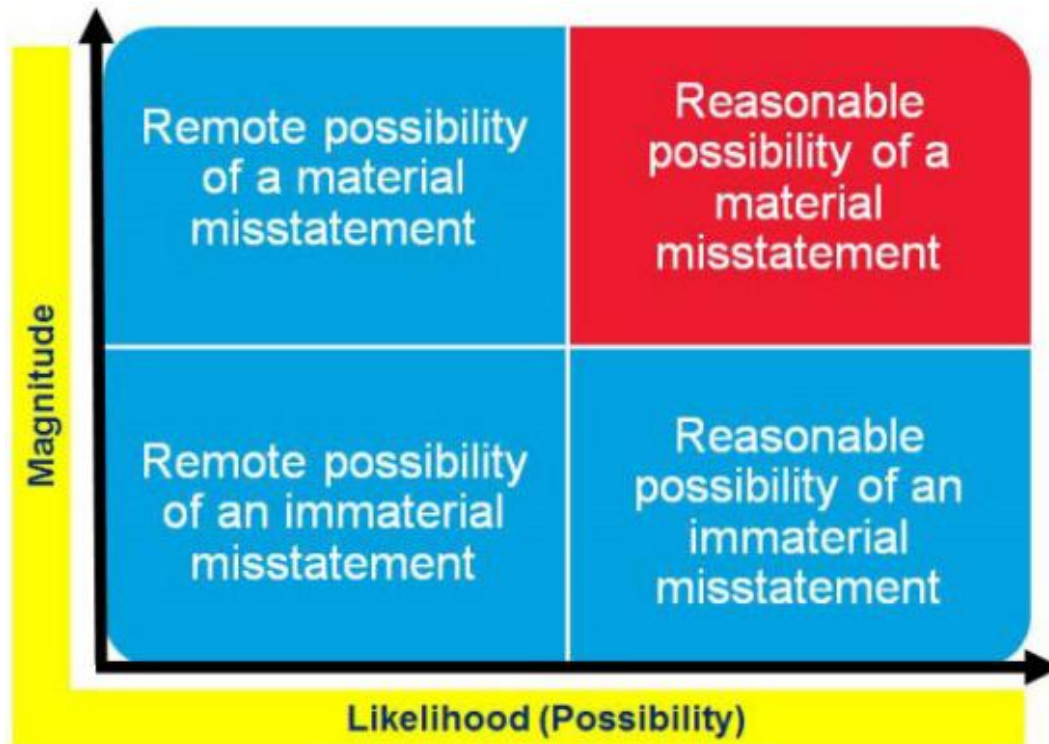 Remote possibility
of a material
misstatement
Reasonable
possibility of a
material
misstatement
Remote possibility
of an immaterial
misstatement
Reasonable
possibility of an
immaterial
misstatement
Magnitude
Likelihood (Possibility)